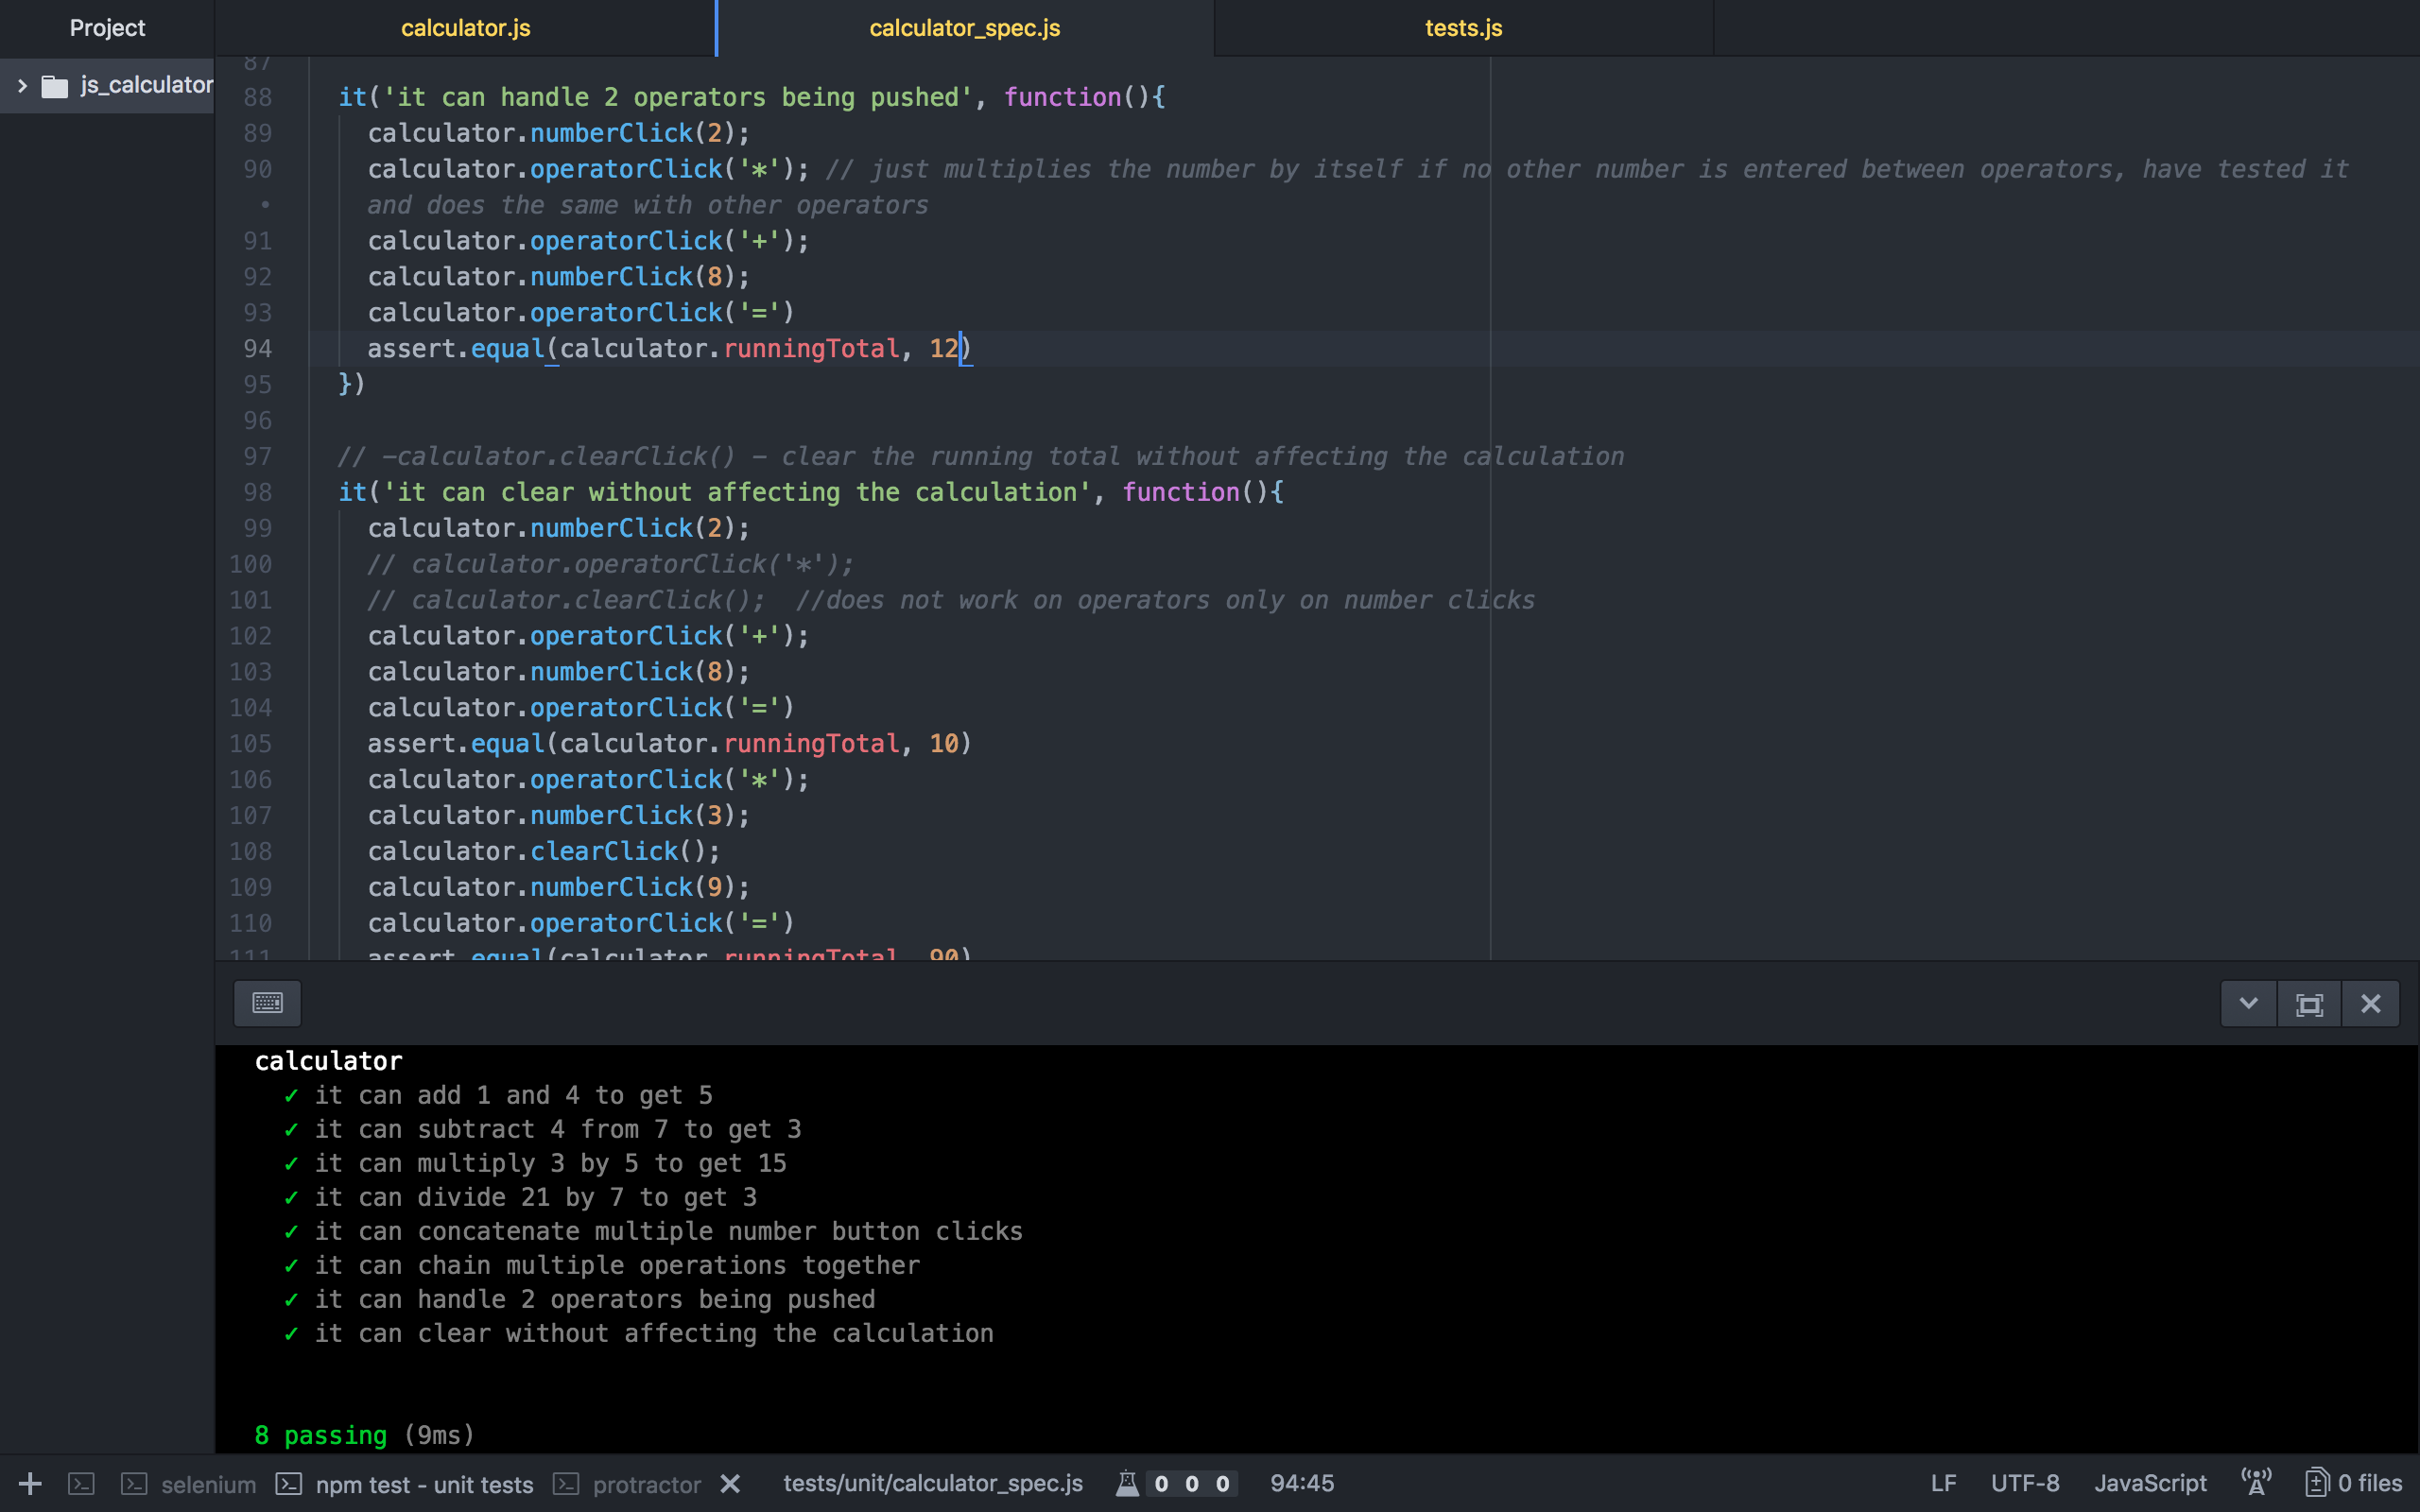 Project
calculator.js
calculator_spec.js
tests.js
js_calculator
87
88 it('it can handle 2 operators being pushed', function(){
89 calculator.numberClick(2);
90 calculator.operatorClick('*'); // just multiplies the number by itself if no other number is entered between operators, have tested it
• and does the same with other operators
91 calculator.operatorClick('+');
92 calculator.numberClick(8);
93 calculator.operatorClick('=')
94 assert.equal(calculator.runningTotal, 12)
95 })
96
97 // -calculator.clearClick() - clear the running total without affecting the calculation
98 it('it can clear without affecting the calculation', function(){
99 calculator.numberClick(2);
100 // calculator.operatorClick('*');
101 // calculator.clearClick();  //does not work on operators only on number clicks
102 calculator.operatorClick('+');
103 calculator.numberClick(8);
104 calculator.operatorClick('=')
105 assert.equal(calculator.runningTotal, 10)
106 calculator.operatorClick('*');
107 calculator.numberClick(3);
108 calculator.clearClick();
109 calculator.numberClick(9);
110 calculator.operatorClick('=')
111 assert.equal(calculator.runningTotal, 90)
calculator
✓ it can add 1 and 4 to get 5
✓ it can subtract 4 from 7 to get 3
✓ it can multiply 3 by 5 to get 15
✓ it can divide 21 by 7 to get 3
✓ it can concatenate multiple number button clicks
✓ it can chain multiple operations together
✓ it can handle 2 operators being pushed
✓ it can clear without affecting the calculation
8 passing (9ms)
selenium npm test - unit tests protractor tests/unit/calculator_spec.js 0 0 0 94:45 LF UTF-8 JavaScript 0 files